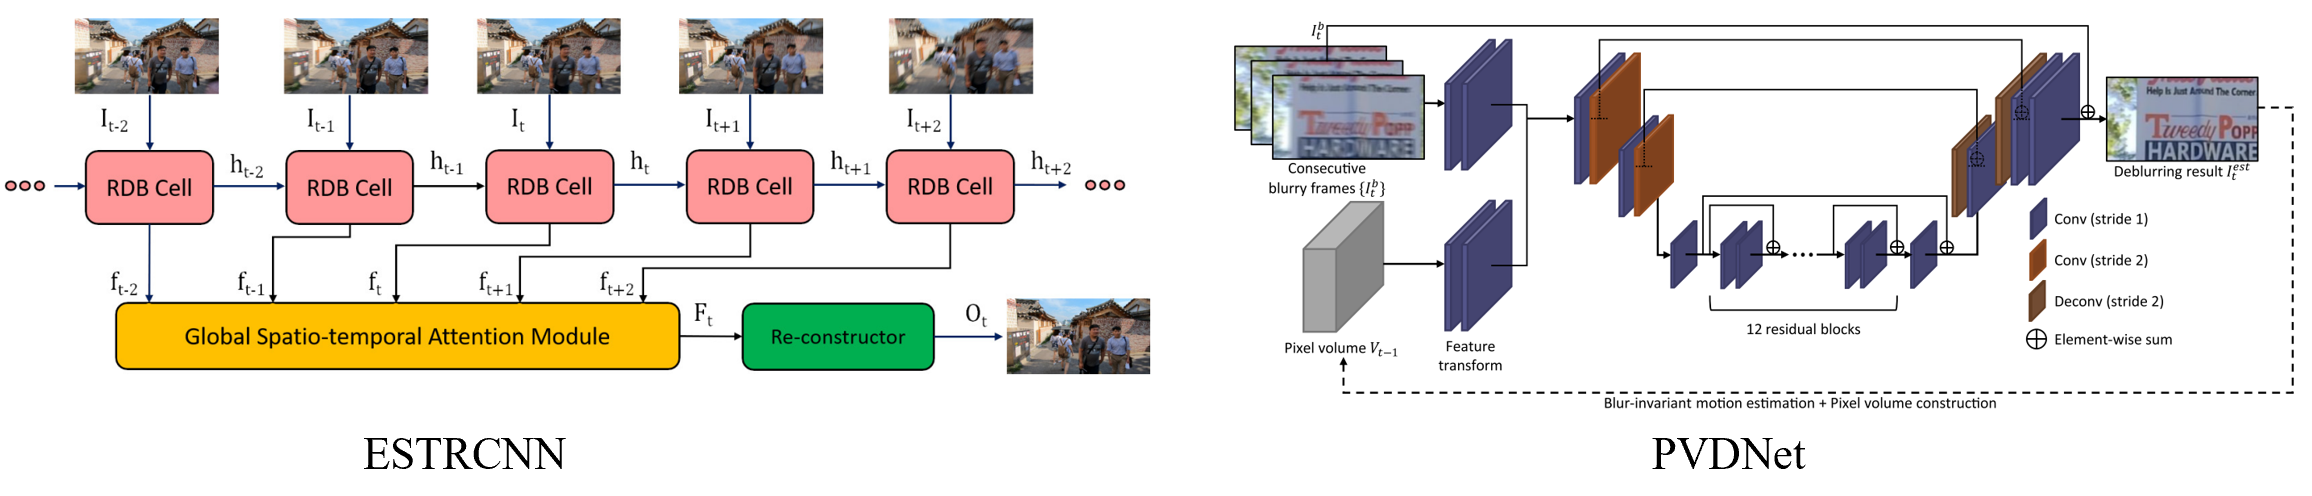 I_{t-2}
I_{t-1}
I_t
I_{t+1}
I_{t+2}
RDB Cell
h_{t-2}
RDB Cell
h_{t-1}
RDB Cell
h_t
RDB Cell
h_{t+1}
RDB Cell
h_{t+2}
f_{t-2}
f_{t-1}
f_t
f_{t+1}
f_{t+2}
Global Spatio-temporal Attention Module
F_t
Re-constructor
O_t
ESTRCNN
I_t^b
Tweedy POPP
HARDWARE
Consecutive
blurry frames {I_t^b}
Pixel volume V_{t−1}
Feature
transform
12 residual blocks
Help Is Just Around The Corner
Tweedy POPP
HARDWARE
Deblurring result I_t^{est}
Conv (stride 1)
Conv (stride 2)
Deconv (stride 2)
Element-wise sum
Blur-invariant motion estimation + Pixel volume construction
PVDNet